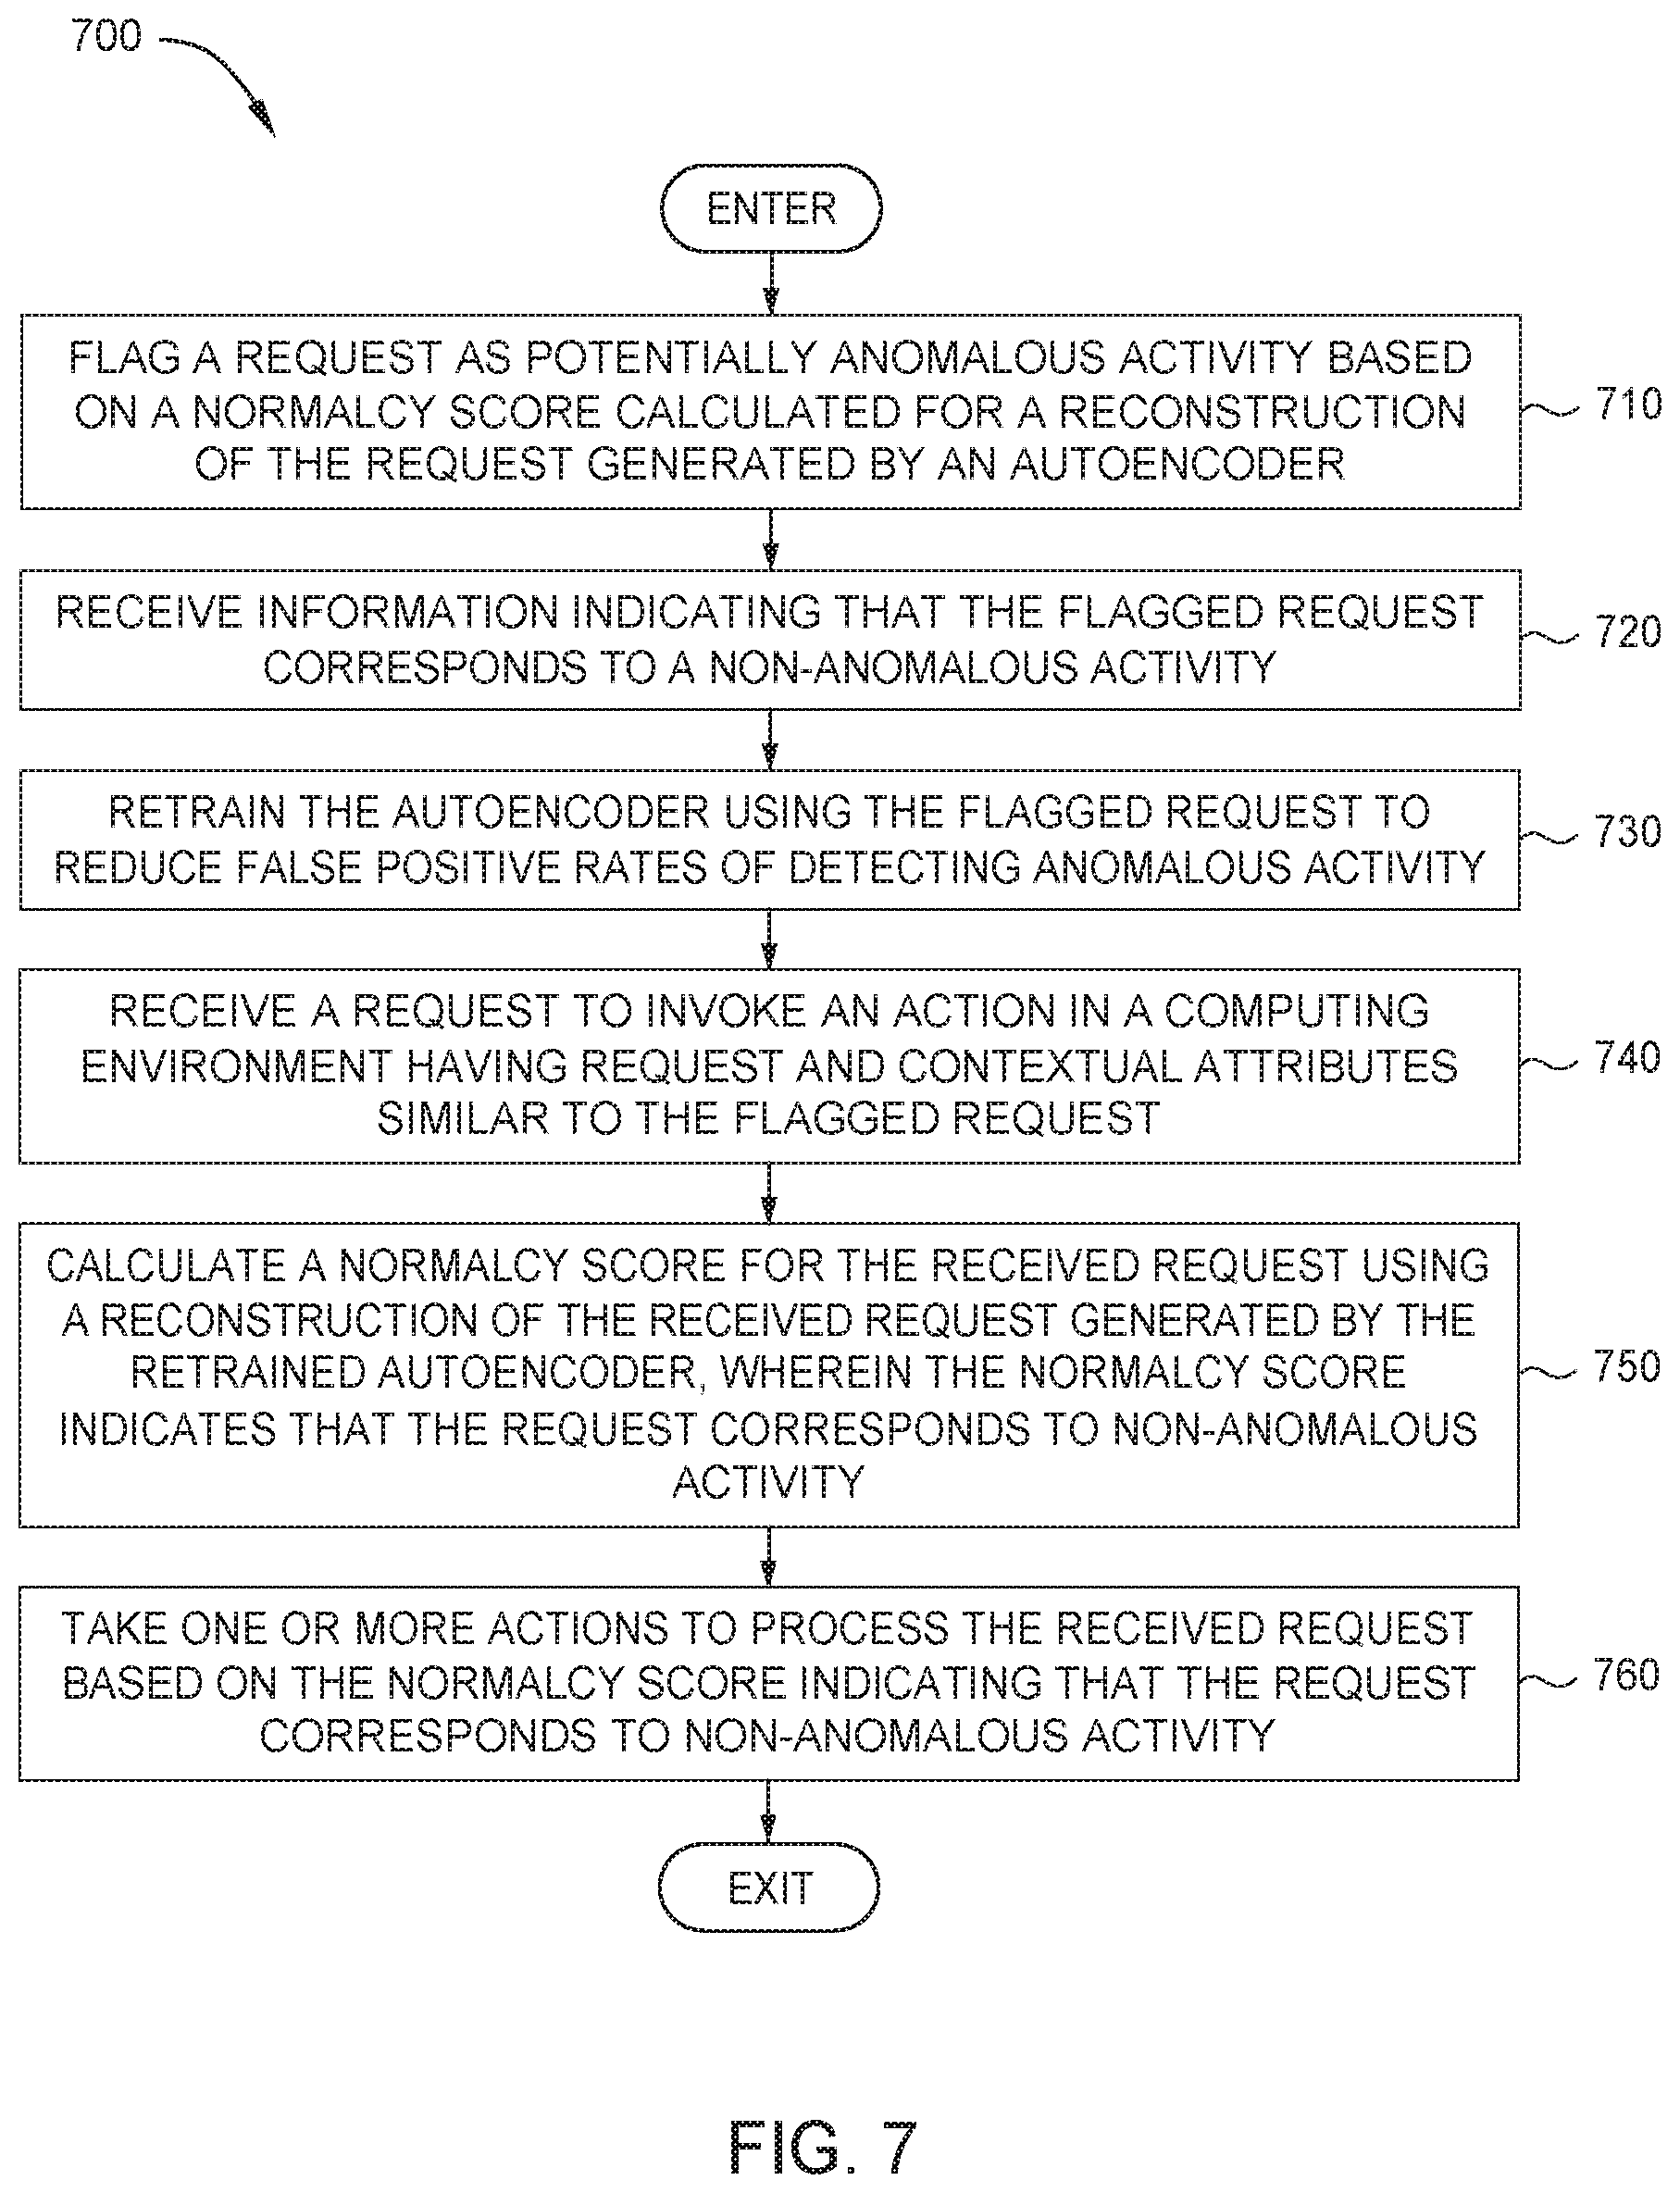 700
ENTER
FLAG A REQUEST AS POTENTIALLY ANOMALOUS ACTIVITY BASED
ON A NORMALCY SCORE CALCULATED FOR A RECONSTRUCTION
OF THE REQUEST GENERATED BY AN AUTOENCODER
710
RECEIVE INFORMATION INDICATING THAT THE FLAGGED REQUEST
CORRESPONDS TO A NON-ANOMALOUS ACTIVITY
720
RETRAIN THE AUTOENCODER USING THE FLAGGED REQUEST TO
REDUCE FALSE POSITIVE RATES OF DETECTING ANOMALOUS ACTIVITY
730
RECEIVE A REQUEST TO INVOKE AN ACTION IN A COMPUTING
ENVIRONMENT HAVING REQUEST AND CONTEXTUAL ATTRIBUTES
SIMILAR TO THE FLAGGED REQUEST
740
CALCULATE A NORMALCY SCORE FOR THE RECEIVED REQUEST USING
A RECONSTRUCTION OF THE RECEIVED REQUEST GENERATED BY THE
RETRAINED AUTOENCODER, WHEREIN THE NORMALCY SCORE
INDICATES THAT THE REQUEST CORRESPONDS TO NON-ANOMALOUS
ACTIVITY
750
TAKE ONE OR MORE ACTIONS TO PROCESS THE RECEIVED REQUEST
BASED ON THE NORMALCY SCORE INDICATING THAT THE REQUEST
CORRESPONDS TO NON-ANOMALOUS ACTIVITY
760
EXIT
FIG. 7